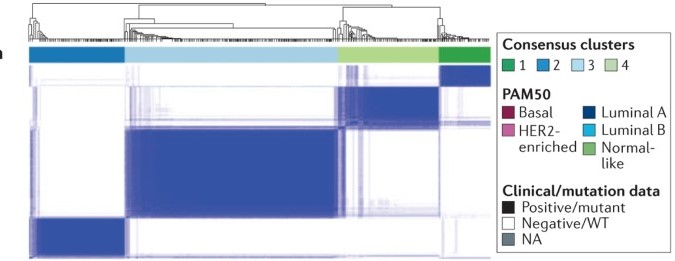 Consensus clusters
1 2 3 4
PAM50
Basal
HER2-
enriched
Luminal A
Luminal B
Normal-
like
Clinical/mutation data
Positive/mutant
Negative/WT
NA